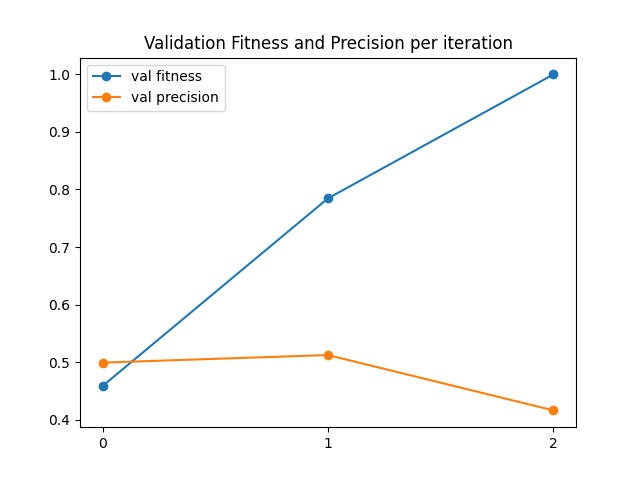 Validation Fitness and Precision per iteration
val fitness
val precision
1.0
0.9
0.8
0.7
0.6
0.5
0.4
0 1 2